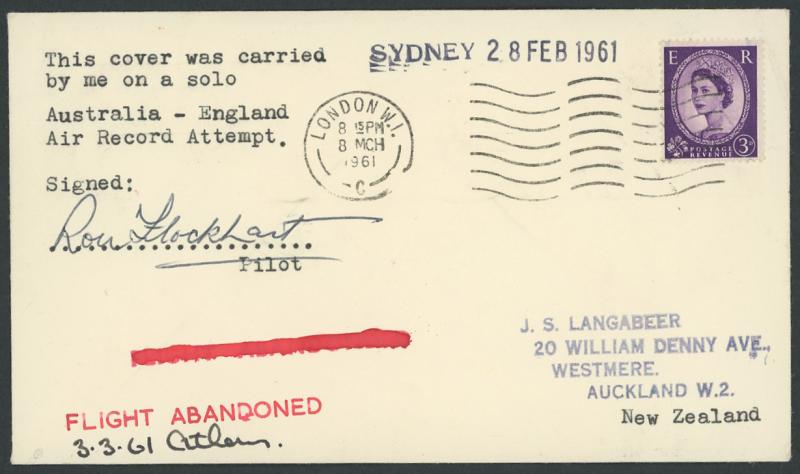 This cover was carried
by me on a solo
Australia - England
Air Record Attempt.
Signed:
Ron Flockhart
Pilot
SYDNEY 28 FEB 1961
LONDON W.1.
8 15 PM
8 MCH
1961
C
E R
POSTAGE
REVENUE
3D
J. S. LANGABEER
20 WILLIAM DENNY AVE.,
WESTMERE.
AUCKLAND W.2.
New Zealand
FLIGHT ABANDONED
3.3.61 Athens.